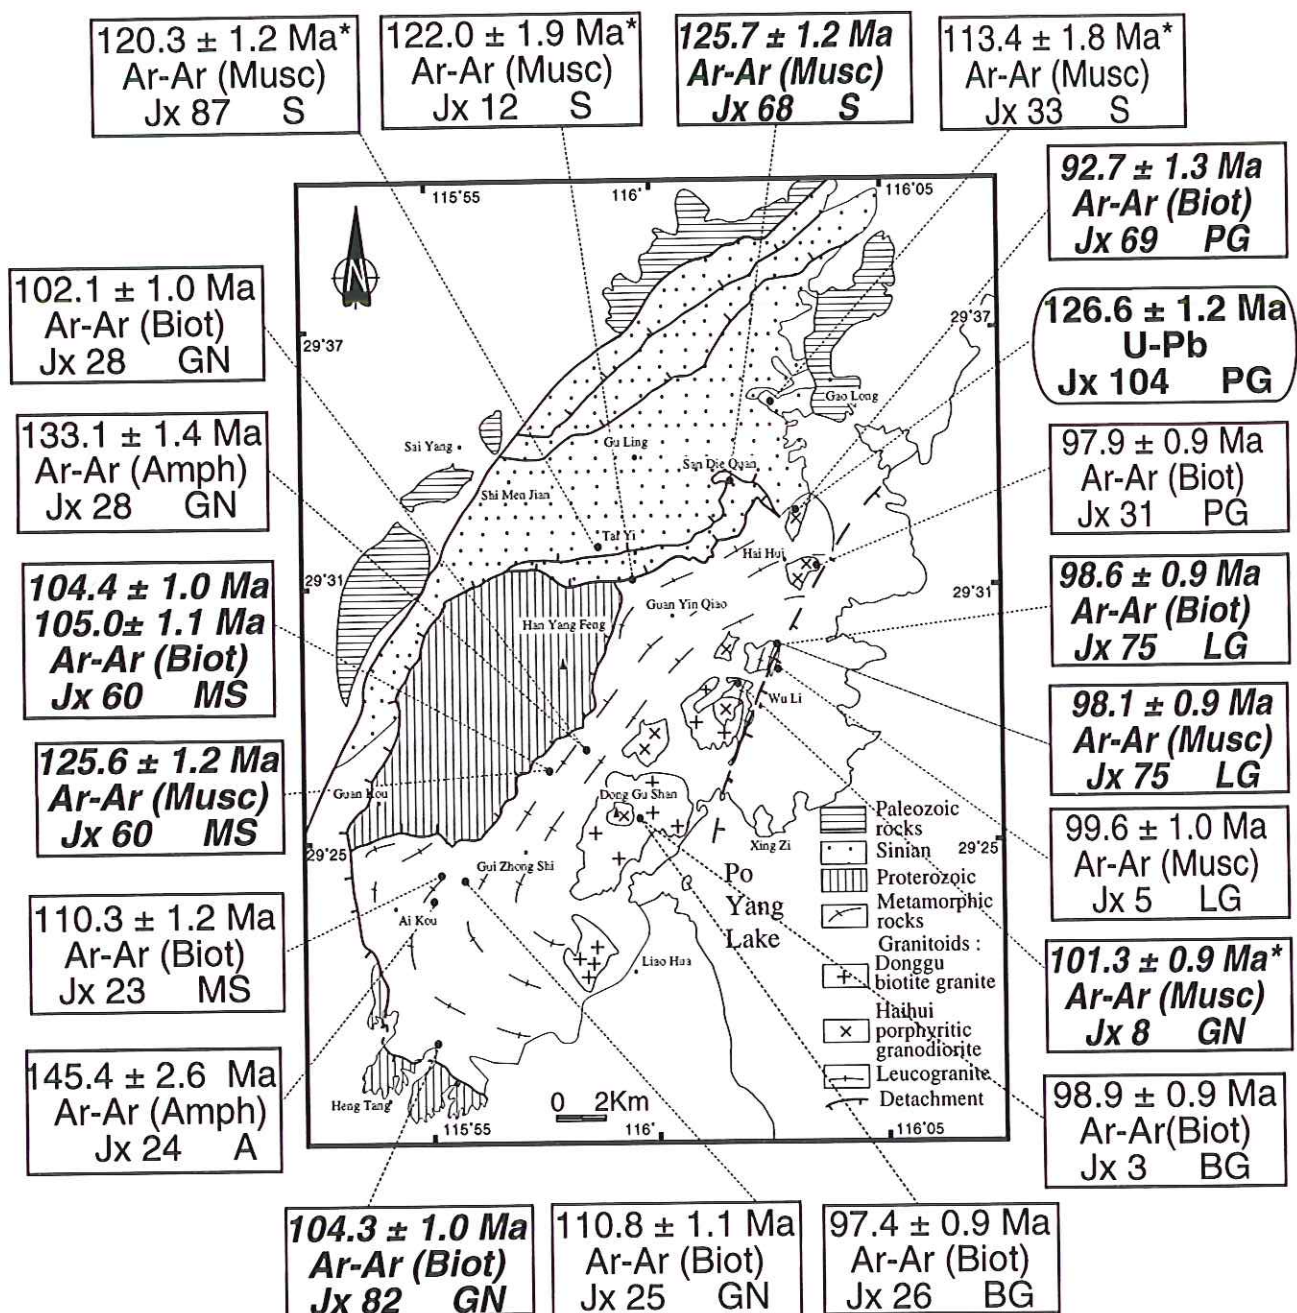 120.3 ± 1.2 Ma*
Ar-Ar (Musc)
Jx 87 S
122.0 ± 1.9 Ma*
Ar-Ar (Musc)
Jx 12 S
125.7 ± 1.2 Ma
Ar-Ar (Musc)
Jx 68 S
113.4 ± 1.8 Ma*
Ar-Ar (Musc)
Jx 33 S
92.7 ± 1.3 Ma
Ar-Ar (Biot)
Jx 69 PG
126.6 ± 1.2 Ma
U-Pb
Jx 104 PG
97.9 ± 0.9 Ma
Ar-Ar (Biot)
Jx 31 PG
98.6 ± 0.9 Ma
Ar-Ar (Biot)
Jx 75 LG
98.1 ± 0.9 Ma
Ar-Ar (Musc)
Jx 75 LG
99.6 ± 1.0 Ma
Ar-Ar (Musc)
Jx 5 LG
101.3 ± 0.9 Ma*
Ar-Ar (Musc)
Jx 8 GN
98.9 ± 0.9 Ma
Ar-Ar(Biot)
Jx 3 BG
102.1 ± 1.0 Ma
Ar-Ar (Biot)
Jx 28 GN
133.1 ± 1.4 Ma
Ar-Ar (Amph)
Jx 28 GN
104.4 ± 1.0 Ma
105.0± 1.1 Ma
Ar-Ar (Biot)
Jx 60 MS
125.6 ± 1.2 Ma
Ar-Ar (Musc)
Jx 60 MS
110.3 ± 1.2 Ma
Ar-Ar (Biot)
Jx 23 MS
145.4 ± 2.6 Ma
Ar-Ar (Amph)
Jx 24 A
104.3 ± 1.0 Ma
Ar-Ar (Biot)
Jx 82 GN
110.8 ± 1.1 Ma
Ar-Ar (Biot)
Jx 25 GN
97.4 ± 0.9 Ma
Ar-Ar (Biot)
Jx 26 BG
115°55
116°
116°05
N
29°37
29°37
Gao Long
Sai Yang
Gu Ling
San Die Quan
Shi Men Jian
Tai Yi
Hai Hui
29°31
29°31
Guan Yin Qiao
Han Yang Feng
Wu Li
Guan Kou
Dong Gu Shan
29°25
29°25
Xing Zi
Gui Zhong Shi
Ai Kou
Po
Yang
Lake
Liao Hua
Heng Tang
0 2Km
Paleozoic
rocks
Sinian
Proterozoic
Metamorphic
rocks
Granitoids :
Donggu
biotite granite
Haihui
porphyritic
granodiorite
Leucogranite
Detachment
115°55
116°
116°05